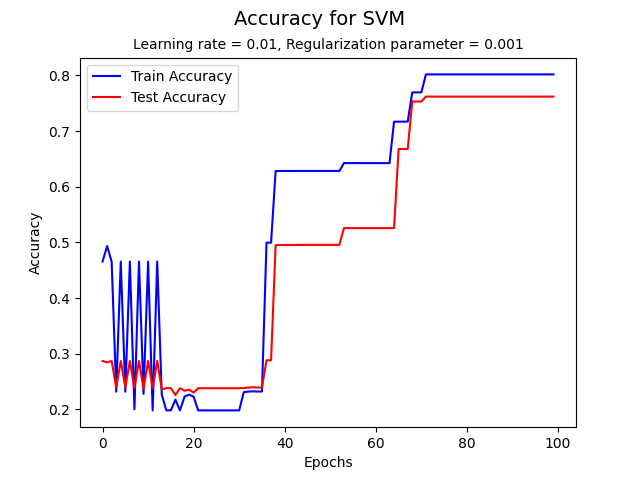 Accuracy for SVM
Learning rate = 0.01, Regularization parameter = 0.001
Train Accuracy
Test Accuracy
Accuracy
0.8
0.7
0.6
0.5
0.4
0.3
0.2
0 20 40 60 80 100
Epochs